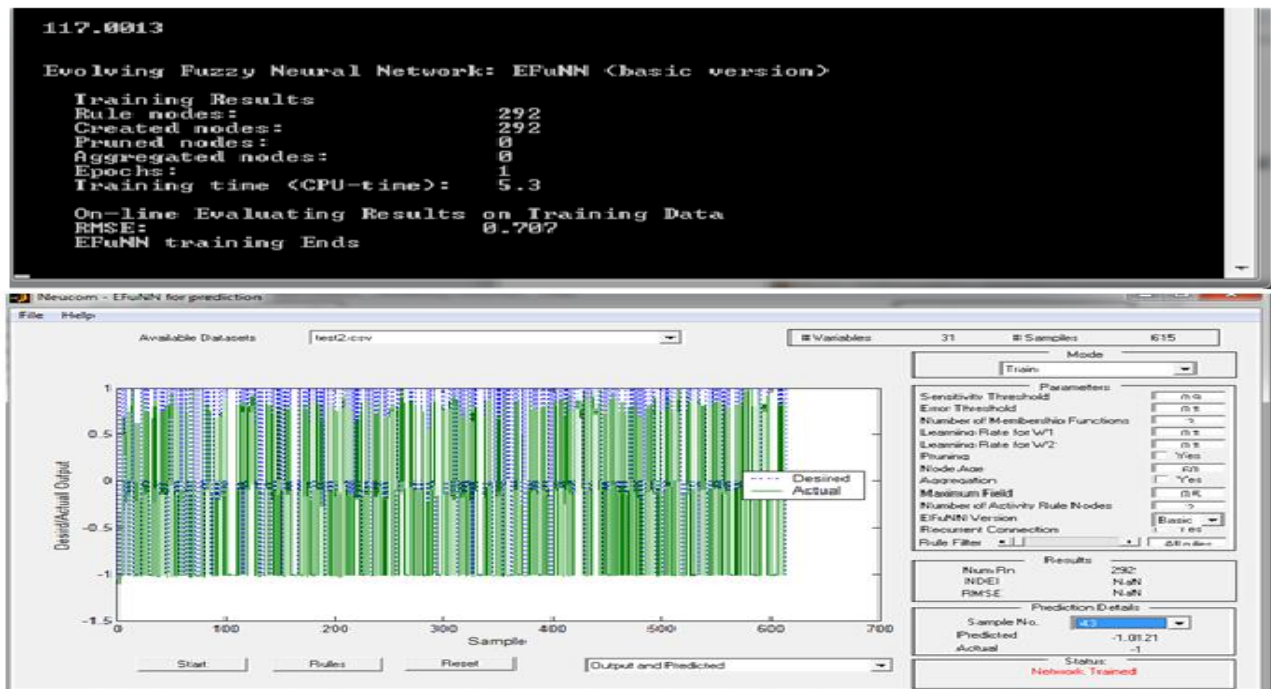 117.0013
Evolving Fuzzy Neural Network: EFuNN (basic version)
Training Results
Rule nodes: 292
Created nodes: 292
Pruned nodes: 0
Aggregated nodes: 0
Epochs: 1
Training time (CPU-time): 5.3
On-line Evaluating Results on Training Data
RMSE: 0.707
EFuNN training Ends
Neucom - EFuNN for prediction
File Help
Available Datasets test2.csv # Variables 31 # Samples 615
Mode
Train
Parameters
Sensitivity Threshold 0.9
Error Threshold
Number of Membership Functions
Learning Rate for W1
Learning Rate for W2
Pruning Yes
Node Age
Aggregation Yes
Maximum Field
Number of Activity Rule Nodes
EFuNN Version Basic
Recurrent Connection Yes
Rule Filter
Results
Num Rn 292
NDEI NaN
RMSE NaN
Prediction Details
Sample No. 43
Predicted -1.0121
Actual -1
Status:
Network Trained
Desired/Actual Output
1
0.5
0
-0.5
-1
-1.5
Desired
Actual
0 100 200 300 400 500 600 700
Sample
Start Rules Reset Output and Predicted